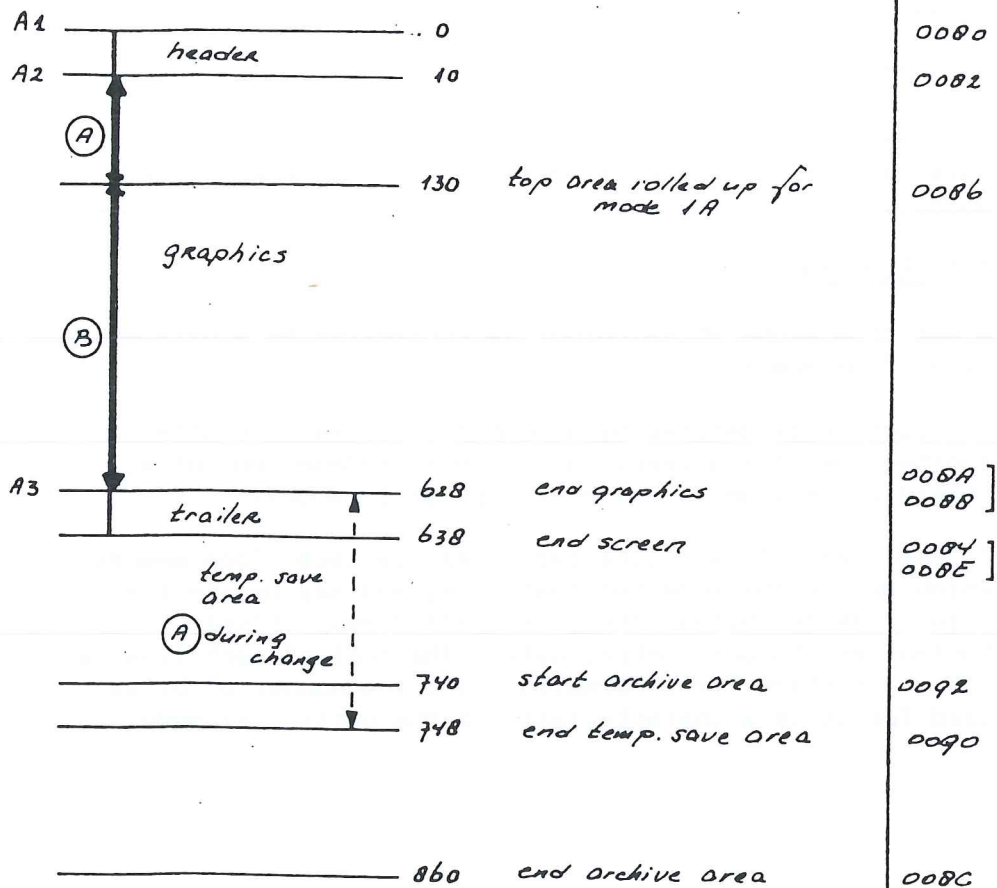 A1 .. 0 0080
header
A2 10 0082
A
130 top area rolled up for 0086
mode 1A
graphics
B
A3 628 end graphics 008A ]
0088
trailer
638 end screen 0084 ]
008E
temp. save
area
A during
change
740 start archive area 0092
748 end temp. save area 0090
860 end archive area 008C